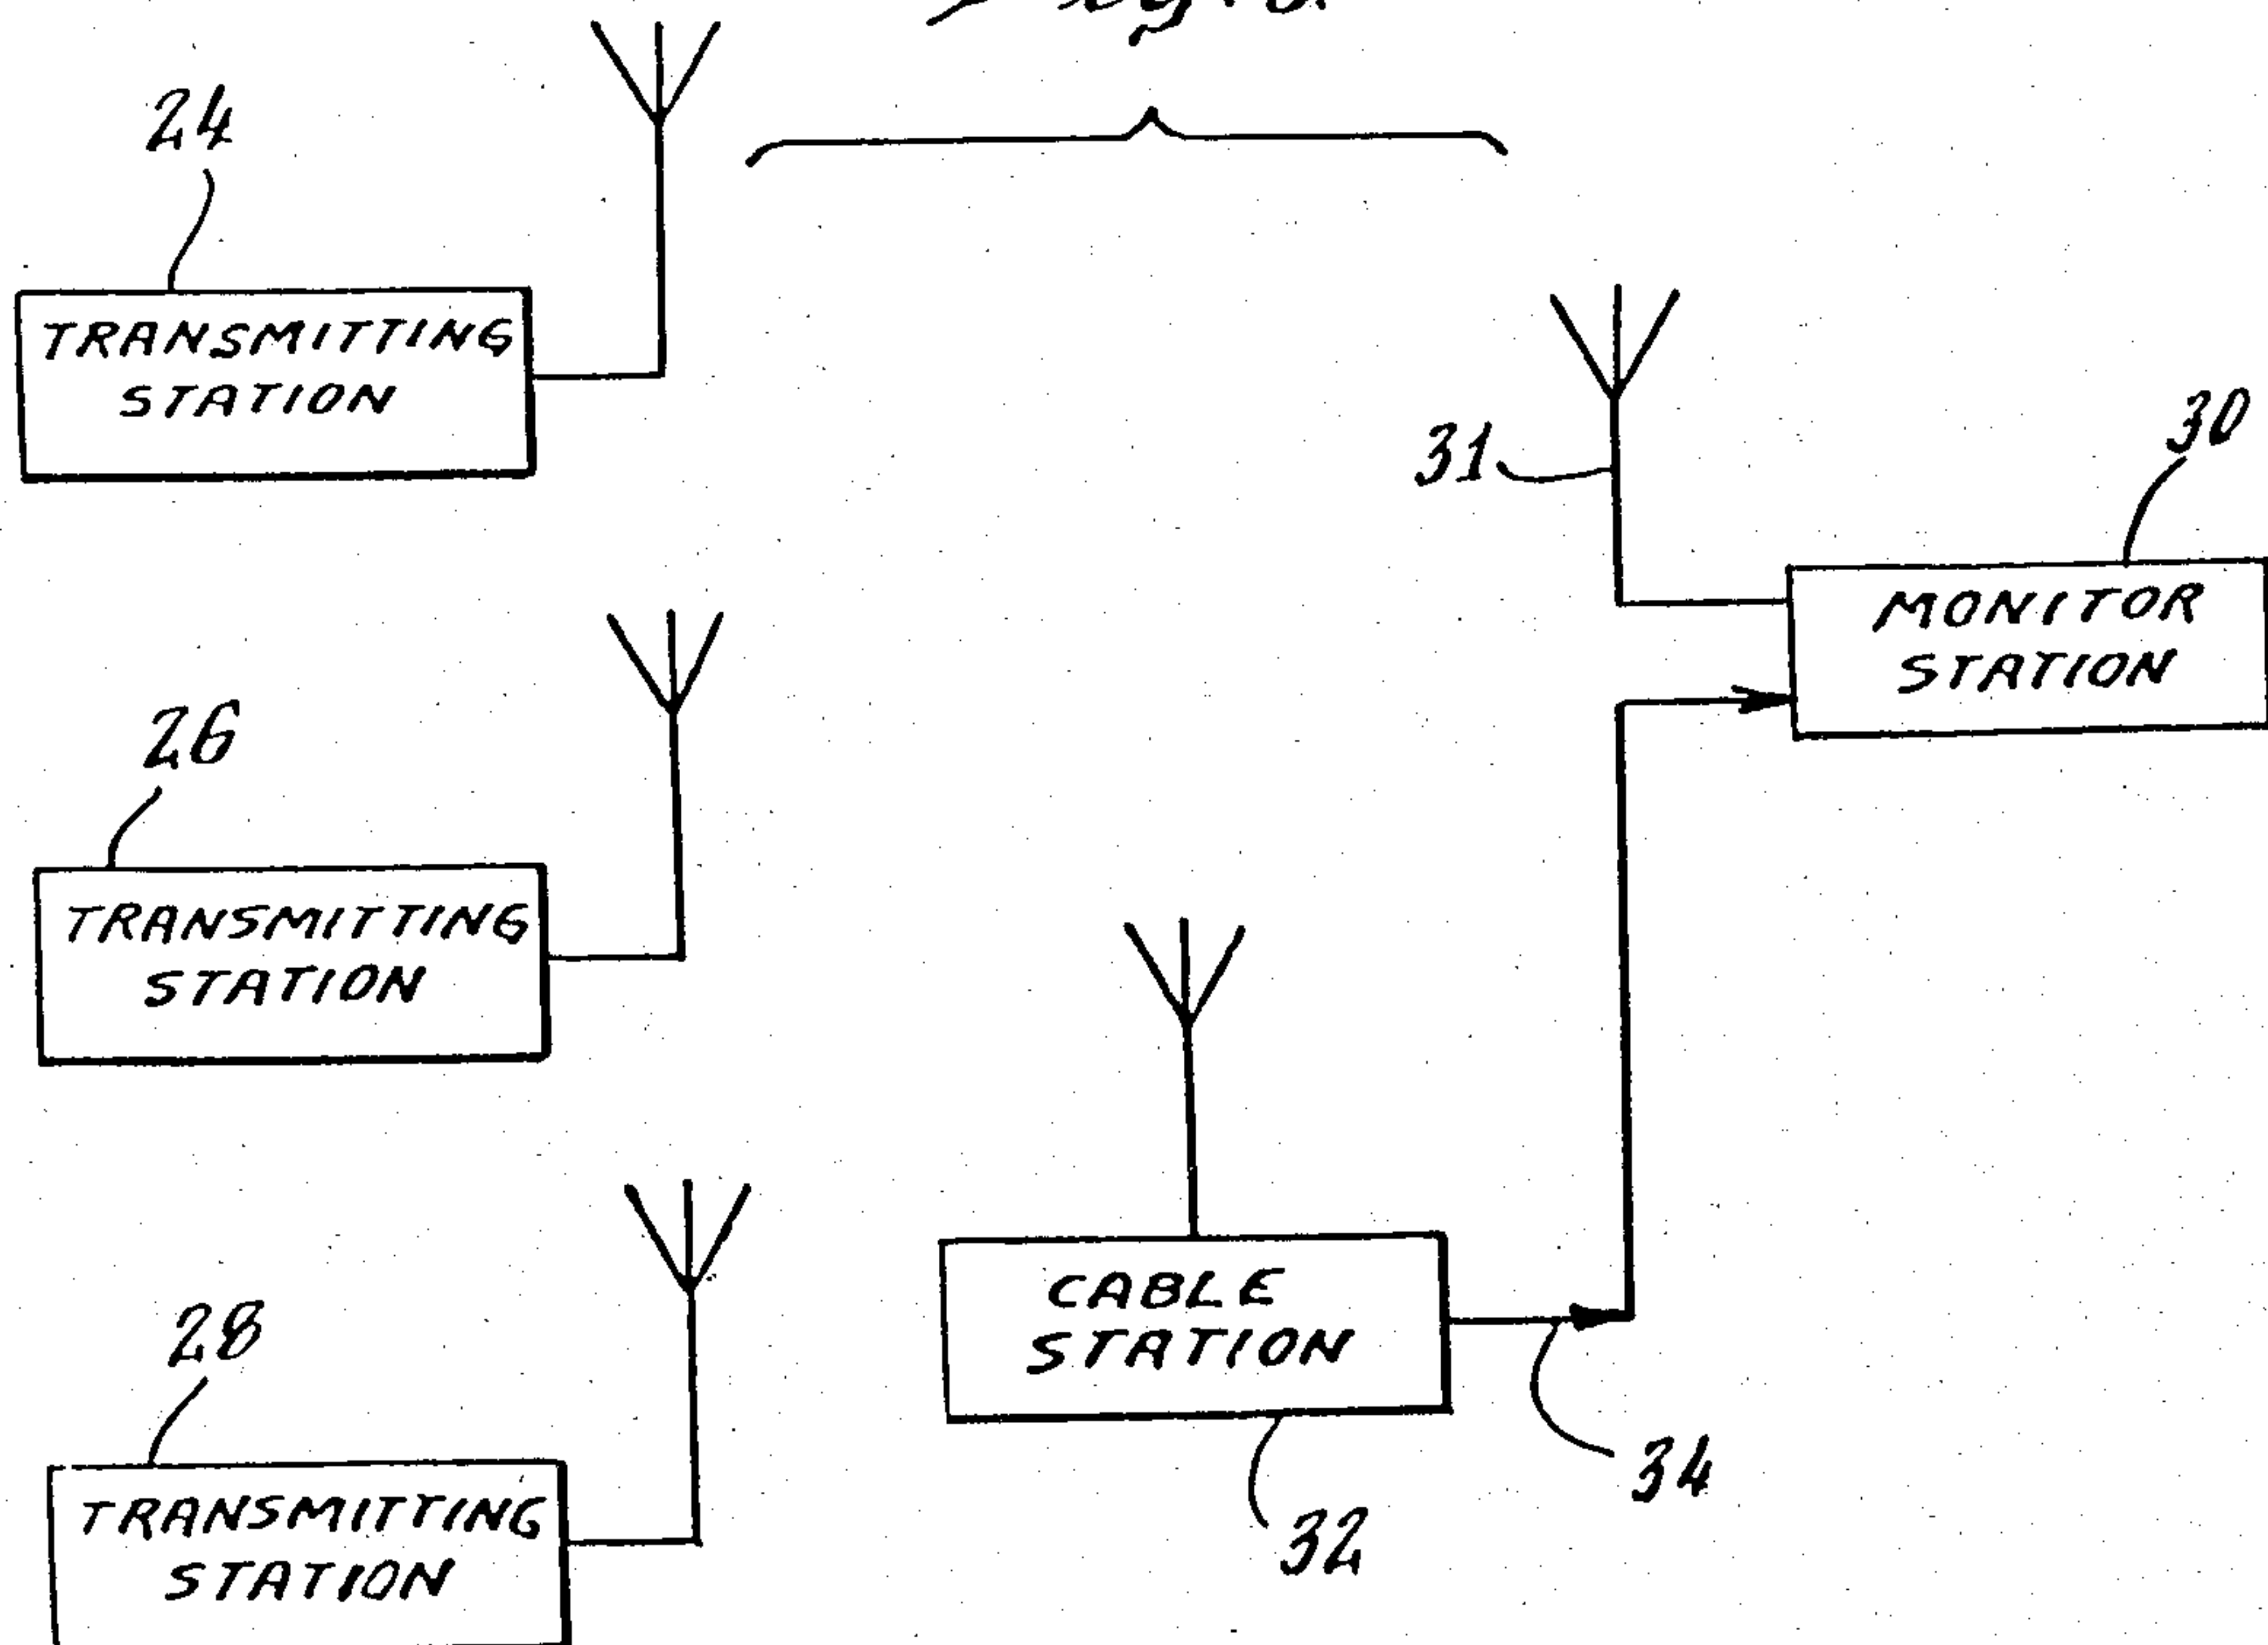 24
TRANSMITTING
STATION
31
30
MONITOR
STATION
26
TRANSMITTING
STATION
28
TRANSMITTING
STATION
CABLE
STATION
34
32